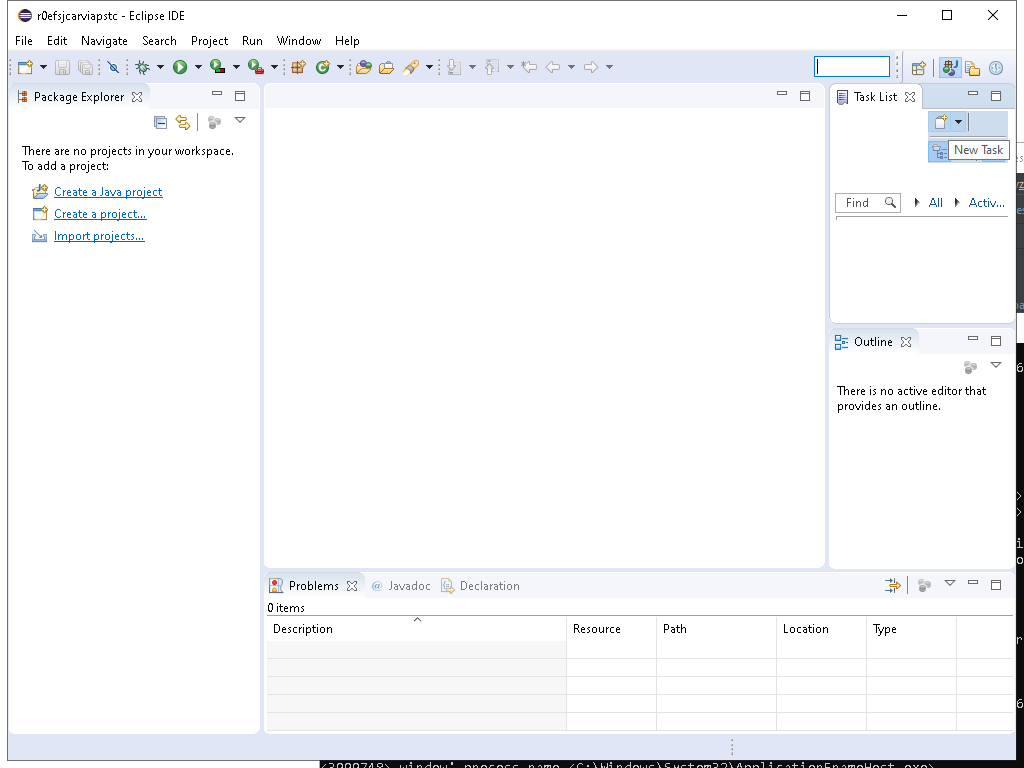 r0efsjcarviapstc - Eclipse IDE
File Edit Navigate Search Project Run Window Help
Package Explorer
There are no projects in your workspace.
To add a project:
Create a Java project
Create a project...
Import projects...
Task List
New Task
Find
All
Activ...
Outline
There is no active editor that
provides an outline.
Problems
@ Javadoc
Declaration
0 items
Description Resource Path Location Type